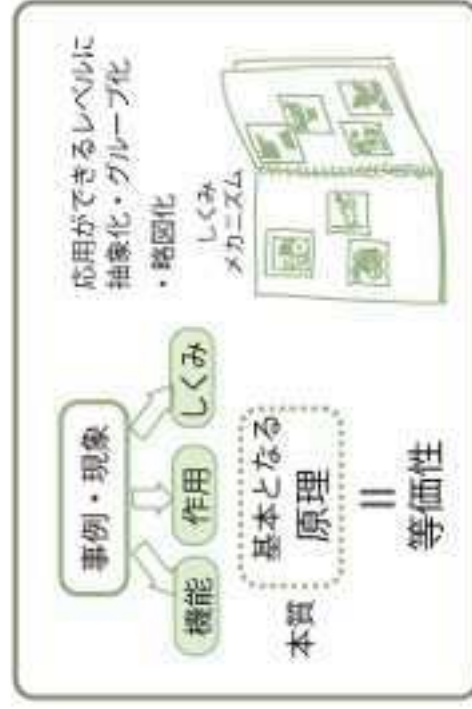 事例・現象
機能
作用
しくみ
本質
基本となる
原理
等価性
応用ができるレベルに
抽象化・グループ化
・略図化
しくみ
メカニズム